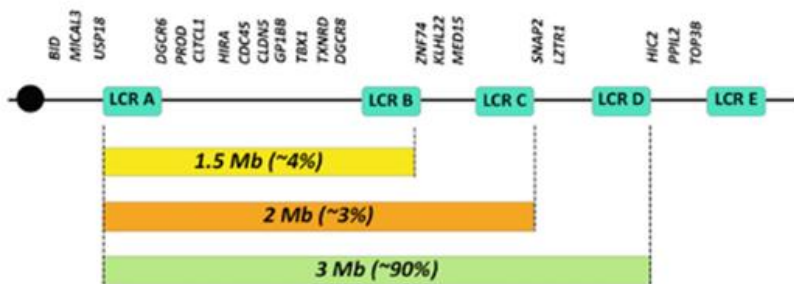 BID MICAL3 USP18 DGCR6 PROD CLTCL1 HIRA CDC45 CLDN5 GP1BB TBX1 TXNRD DGCR8 ZNF74 KLHL22 MED15 SNAP2 LZTR1 HIC2 PPIL2 TOP3B
LCR A LCR B LCR C LCR D LCR E
1.5 Mb (~4%)
2 Mb (~3%)
3 Mb (~90%)